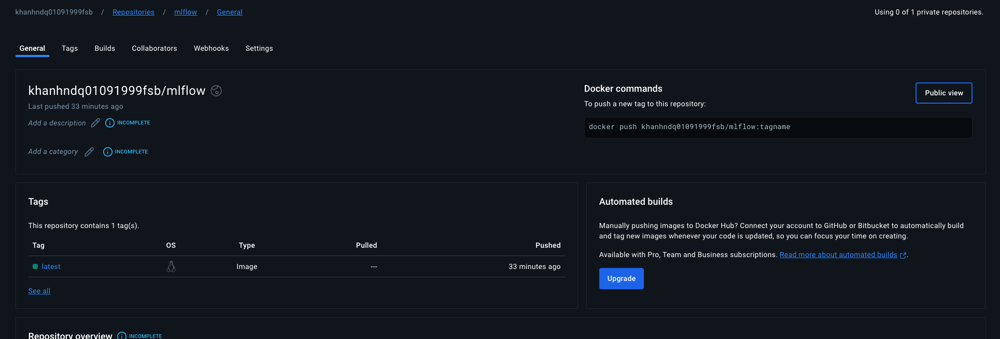 khanhndq01091999fsb / Repositories / mlflow / General
Using 0 of 1 private repositories.
General Tags Builds Collaborators Webhooks Settings
khanhndq01091999fsb/mlflow
Last pushed 33 minutes ago
Add a description INCOMPLETE
Add a category INCOMPLETE
Docker commands
Public view
To push a new tag to this repository:
docker push khanhndq01091999fsb/mlflow:tagname
Tags
This repository contains 1 tag(s).
Tag OS Type Pulled Pushed
latest Image --- 33 minutes ago
See all
Automated builds
Manually pushing images to Docker Hub? Connect your account to GitHub or Bitbucket to automatically build
and tag new images whenever your code is updated, so you can focus your time on creating.
Available with Pro, Team and Business subscriptions. Read more about automated builds.
Upgrade
Repository overview INCOMPLETE